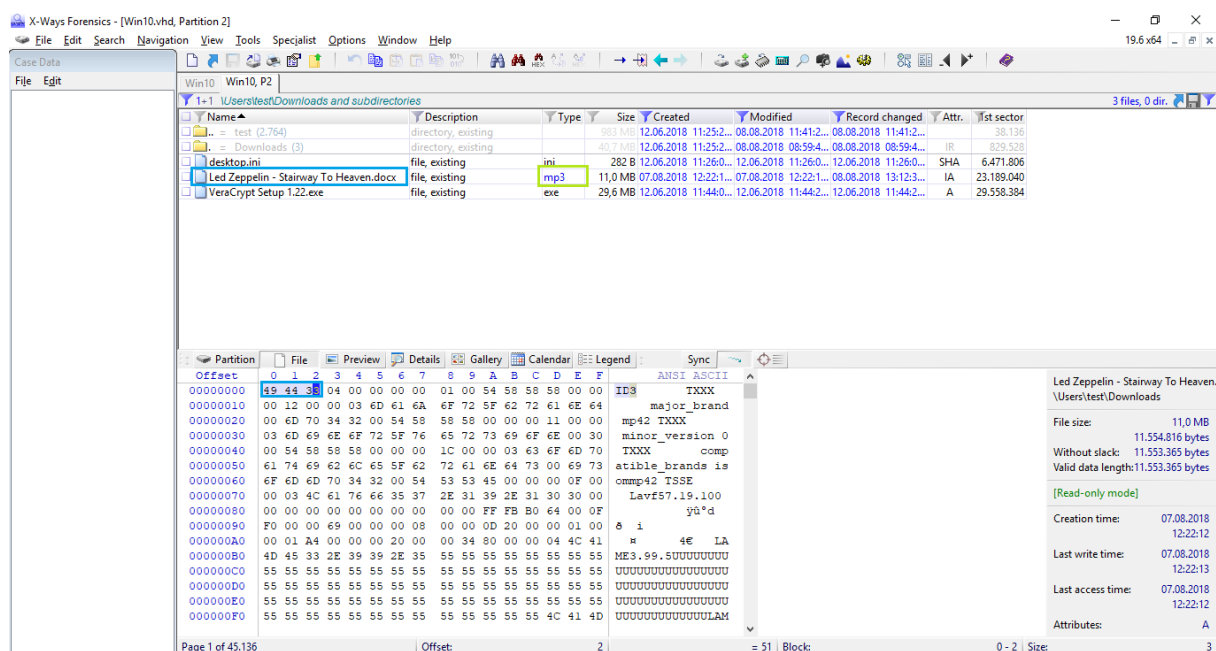 X-Ways Forensics - [Win10.vhd, Partition 2]
File Edit Search Navigation View Tools Specialist Options Window Help
19.6 x64
Case Data
File Edit
Win10 Win10, P2
1+1 \Users\test\Downloads and subdirectories
3 files, 0 dir.
Name Description Type Size Created Modified Record changed Attr. 1st sector
.. = test (2.764) directory, existing 983 MB 12.06.2018 11:25:2... 08.08.2018 11:41:2... 08.08.2018 11:41:2... 38.136
. = Downloads (3) directory, existing 40,7 MB 12.06.2018 11:25:2... 08.08.2018 08:59:4... 08.08.2018 08:59:4... IR 829.528
desktop.ini file, existing ini 282 B 12.06.2018 11:26:0... 12.06.2018 11:26:0... 12.06.2018 11:26:0... SHA 6.471.806
Led Zeppelin - Stairway To Heaven.docx file, existing mp3 11,0 MB 07.08.2018 12:22:1... 07.08.2018 12:22:1... 08.08.2018 13:12:3... IA 23.189.040
VeraCrypt Setup 1.22.exe file, existing exe 29,6 MB 12.06.2018 11:44:0... 12.06.2018 11:44:2... 12.06.2018 11:44:2... A 29.558.384
Partition File Preview Details Gallery Calendar Legend Sync
Offset 0 1 2 3 4 5 6 7 8 9 A B C D E F ANSI ASCII
00000000 49 44 33 04 00 00 00 00 01 00 54 58 58 58 00 00 ID3 TXXX
00000010 00 12 00 00 03 6D 61 6A 6F 72 5F 62 72 61 6E 64 major_brand
00000020 00 6D 70 34 32 00 54 58 58 58 00 00 00 11 00 00 mp42 TXXX
00000030 03 6D 69 6E 6F 72 5F 76 65 72 73 69 6F 6E 00 30 minor_version 0
00000040 00 54 58 58 58 00 00 00 1C 00 00 03 63 6F 6D 70 TXXX comp
00000050 61 74 69 62 6C 65 5F 62 72 61 6E 64 73 00 69 73 atible_brands is
00000060 6F 6D 6D 70 34 32 00 54 53 53 45 00 00 00 0F 00 ommp42 TSSE
00000070 00 03 4C 61 76 66 35 37 2E 31 39 2E 31 30 30 00 Lavf57.19.100
00000080 00 00 00 00 00 00 00 00 00 00 FF FB B0 64 00 0F ÿû°d
00000090 F0 00 00 69 00 00 00 08 00 00 0D 20 00 00 01 00 ð i
000000A0 00 01 A4 00 00 00 20 00 00 34 80 00 00 04 4C 41 ¤ 4€ LA
000000B0 4D 45 33 2E 39 39 2E 35 55 55 55 55 55 55 55 55 ME3.99.5UUUUUUUU
000000C0 55 55 55 55 55 55 55 55 55 55 55 55 55 55 55 55 UUUUUUUUUUUUUUUU
000000D0 55 55 55 55 55 55 55 55 55 55 55 55 55 55 55 55 UUUUUUUUUUUUUUUU
000000E0 55 55 55 55 55 55 55 55 55 55 55 55 55 55 55 55 UUUUUUUUUUUUUUUU
000000F0 55 55 55 55 55 55 55 55 55 55 55 55 55 4C 41 4D UUUUUUUUUUUUULAM
Led Zeppelin - Stairway To Heaven.
\Users\test\Downloads
File size: 11,0 MB
11.554.816 bytes
Without slack: 11.553.365 bytes
Valid data length: 11.553.365 bytes
[Read-only mode]
Creation time: 07.08.2018
12:22:12
Last write time: 07.08.2018
12:22:13
Last access time: 07.08.2018
12:22:12
Attributes: A
Page 1 of 45.136 Offset: 2 = 51 Block: 0 - 2 Size: 3